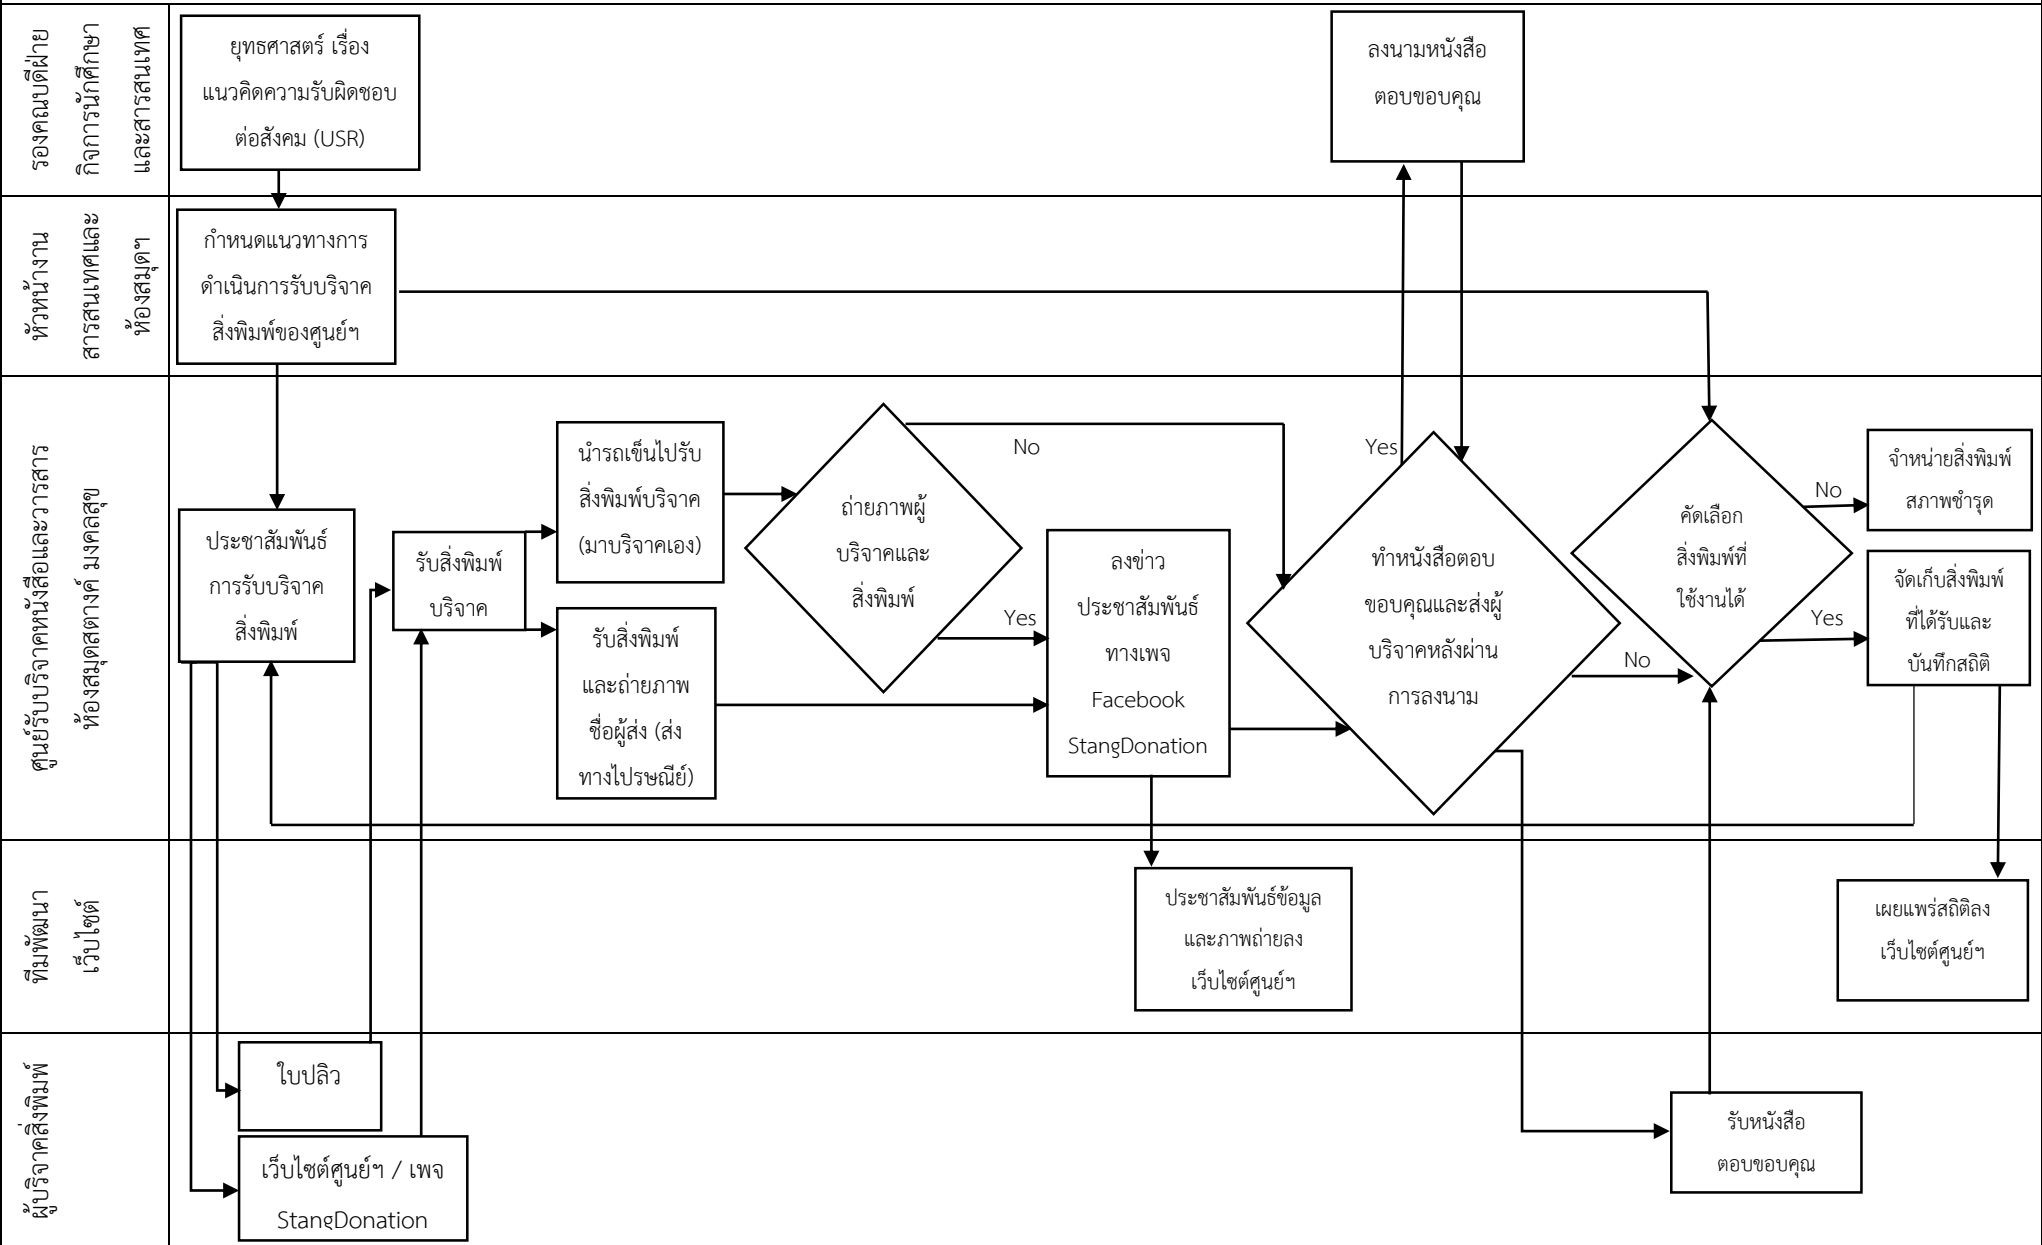 รองคณบดีฝ่าย
กิจการนักศึกษา
และสารสนเทศ
ยุทธศาสตร์ เรื่อง
แนวคิดความรับผิดชอบ
ต่อสังคม (USR)
ลงนามหนังสือ
ตอบขอบคุณ
หัวหน้างาน
สารสนเทศและ
ห้องสมุดฯ
กำหนดแนวทางการ
ดำเนินการรับบริจาค
สิ่งพิมพ์ของศูนย์ฯ
ศูนย์รับบริจาคหนังสือและวารสาร
ห้องสมุดสตางค์ มงคลสุข
ประชาสัมพันธ์
การรับบริจาค
สิ่งพิมพ์
รับสิ่งพิมพ์
บริจาค
นำรถเข็นไปรับ
สิ่งพิมพ์บริจาค
(มาบริจาคเอง)
รับสิ่งพิมพ์
และถ่ายภาพ
ชื่อผู้ส่ง (ส่ง
ทางไปรษณีย์)
ถ่ายภาพผู้
บริจาคและ
สิ่งพิมพ์
No
Yes
ลงข่าว
ประชาสัมพันธ์
ทางเพจ
Facebook
StangDonation
Yes
ทำหนังสือตอบ
ขอบคุณและส่งผู้
บริจาคหลังผ่าน
การลงนาม
No
คัดเลือก
สิ่งพิมพ์ที่
ใช้งานได้
No
Yes
จำหน่ายสิ่งพิมพ์
สภาพชำรุด
จัดเก็บสิ่งพิมพ์
ที่ได้รับและ
บันทึกสถิติ
ทีมพัฒนา
เว็บไซต์
ประชาสัมพันธ์ข้อมูล
และภาพถ่ายลง
เว็บไซต์ศูนย์ฯ
เผยแพร่สถิติลง
เว็บไซต์ศูนย์ฯ
ผู้บริจาคสิ่งพิมพ์
ใบปลิว
เว็บไซต์ศูนย์ฯ / เพจ
StangDonation
รับหนังสือ
ตอบขอบคุณ